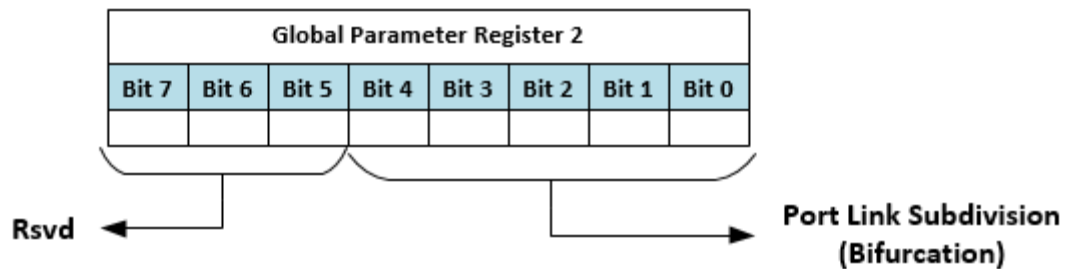 Global Parameter Register 2
Bit 7 Bit 6 Bit 5 Bit 4 Bit 3 Bit 2 Bit 1 Bit 0
Rsvd
Port Link Subdivision
(Bifurcation)